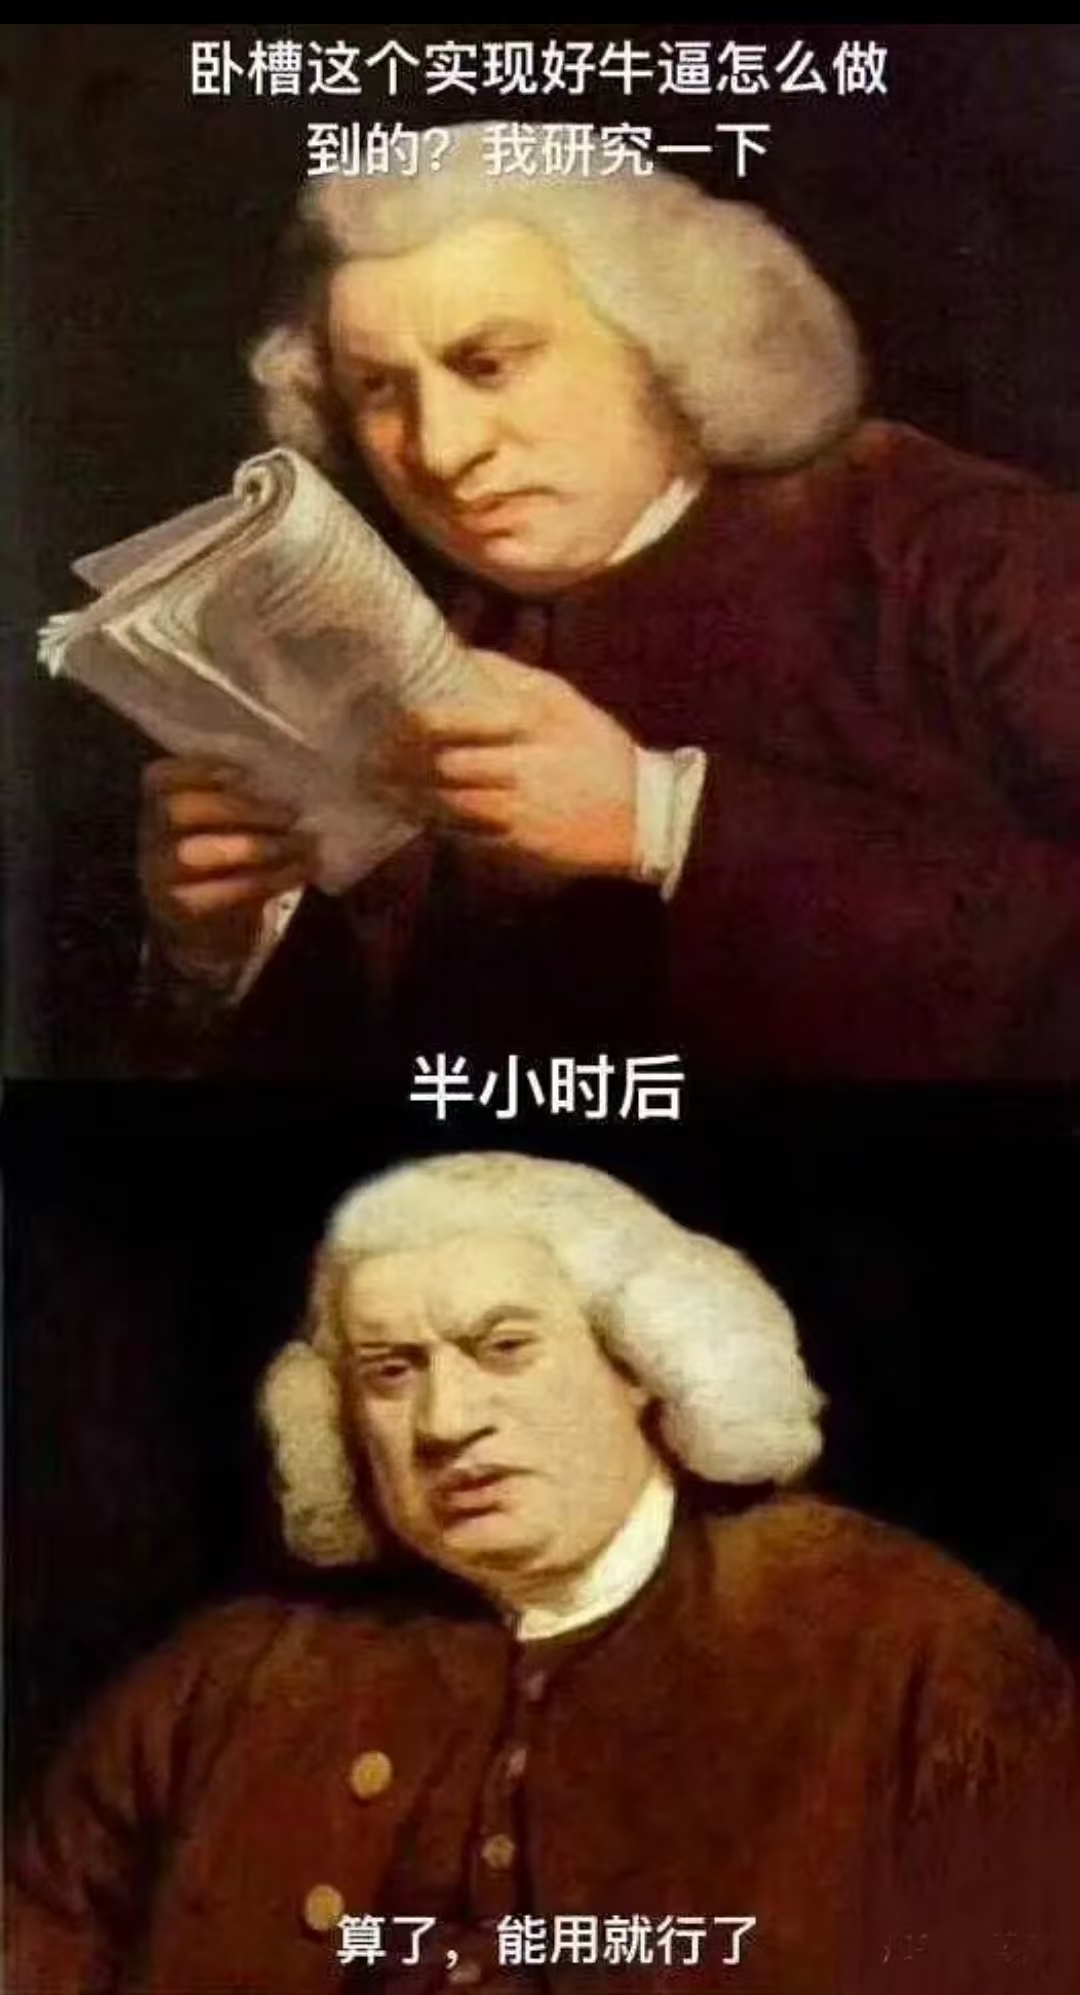 卧槽这个实现好牛逼怎么做
到的？我研究一下
半小时后
算了，能用就行了